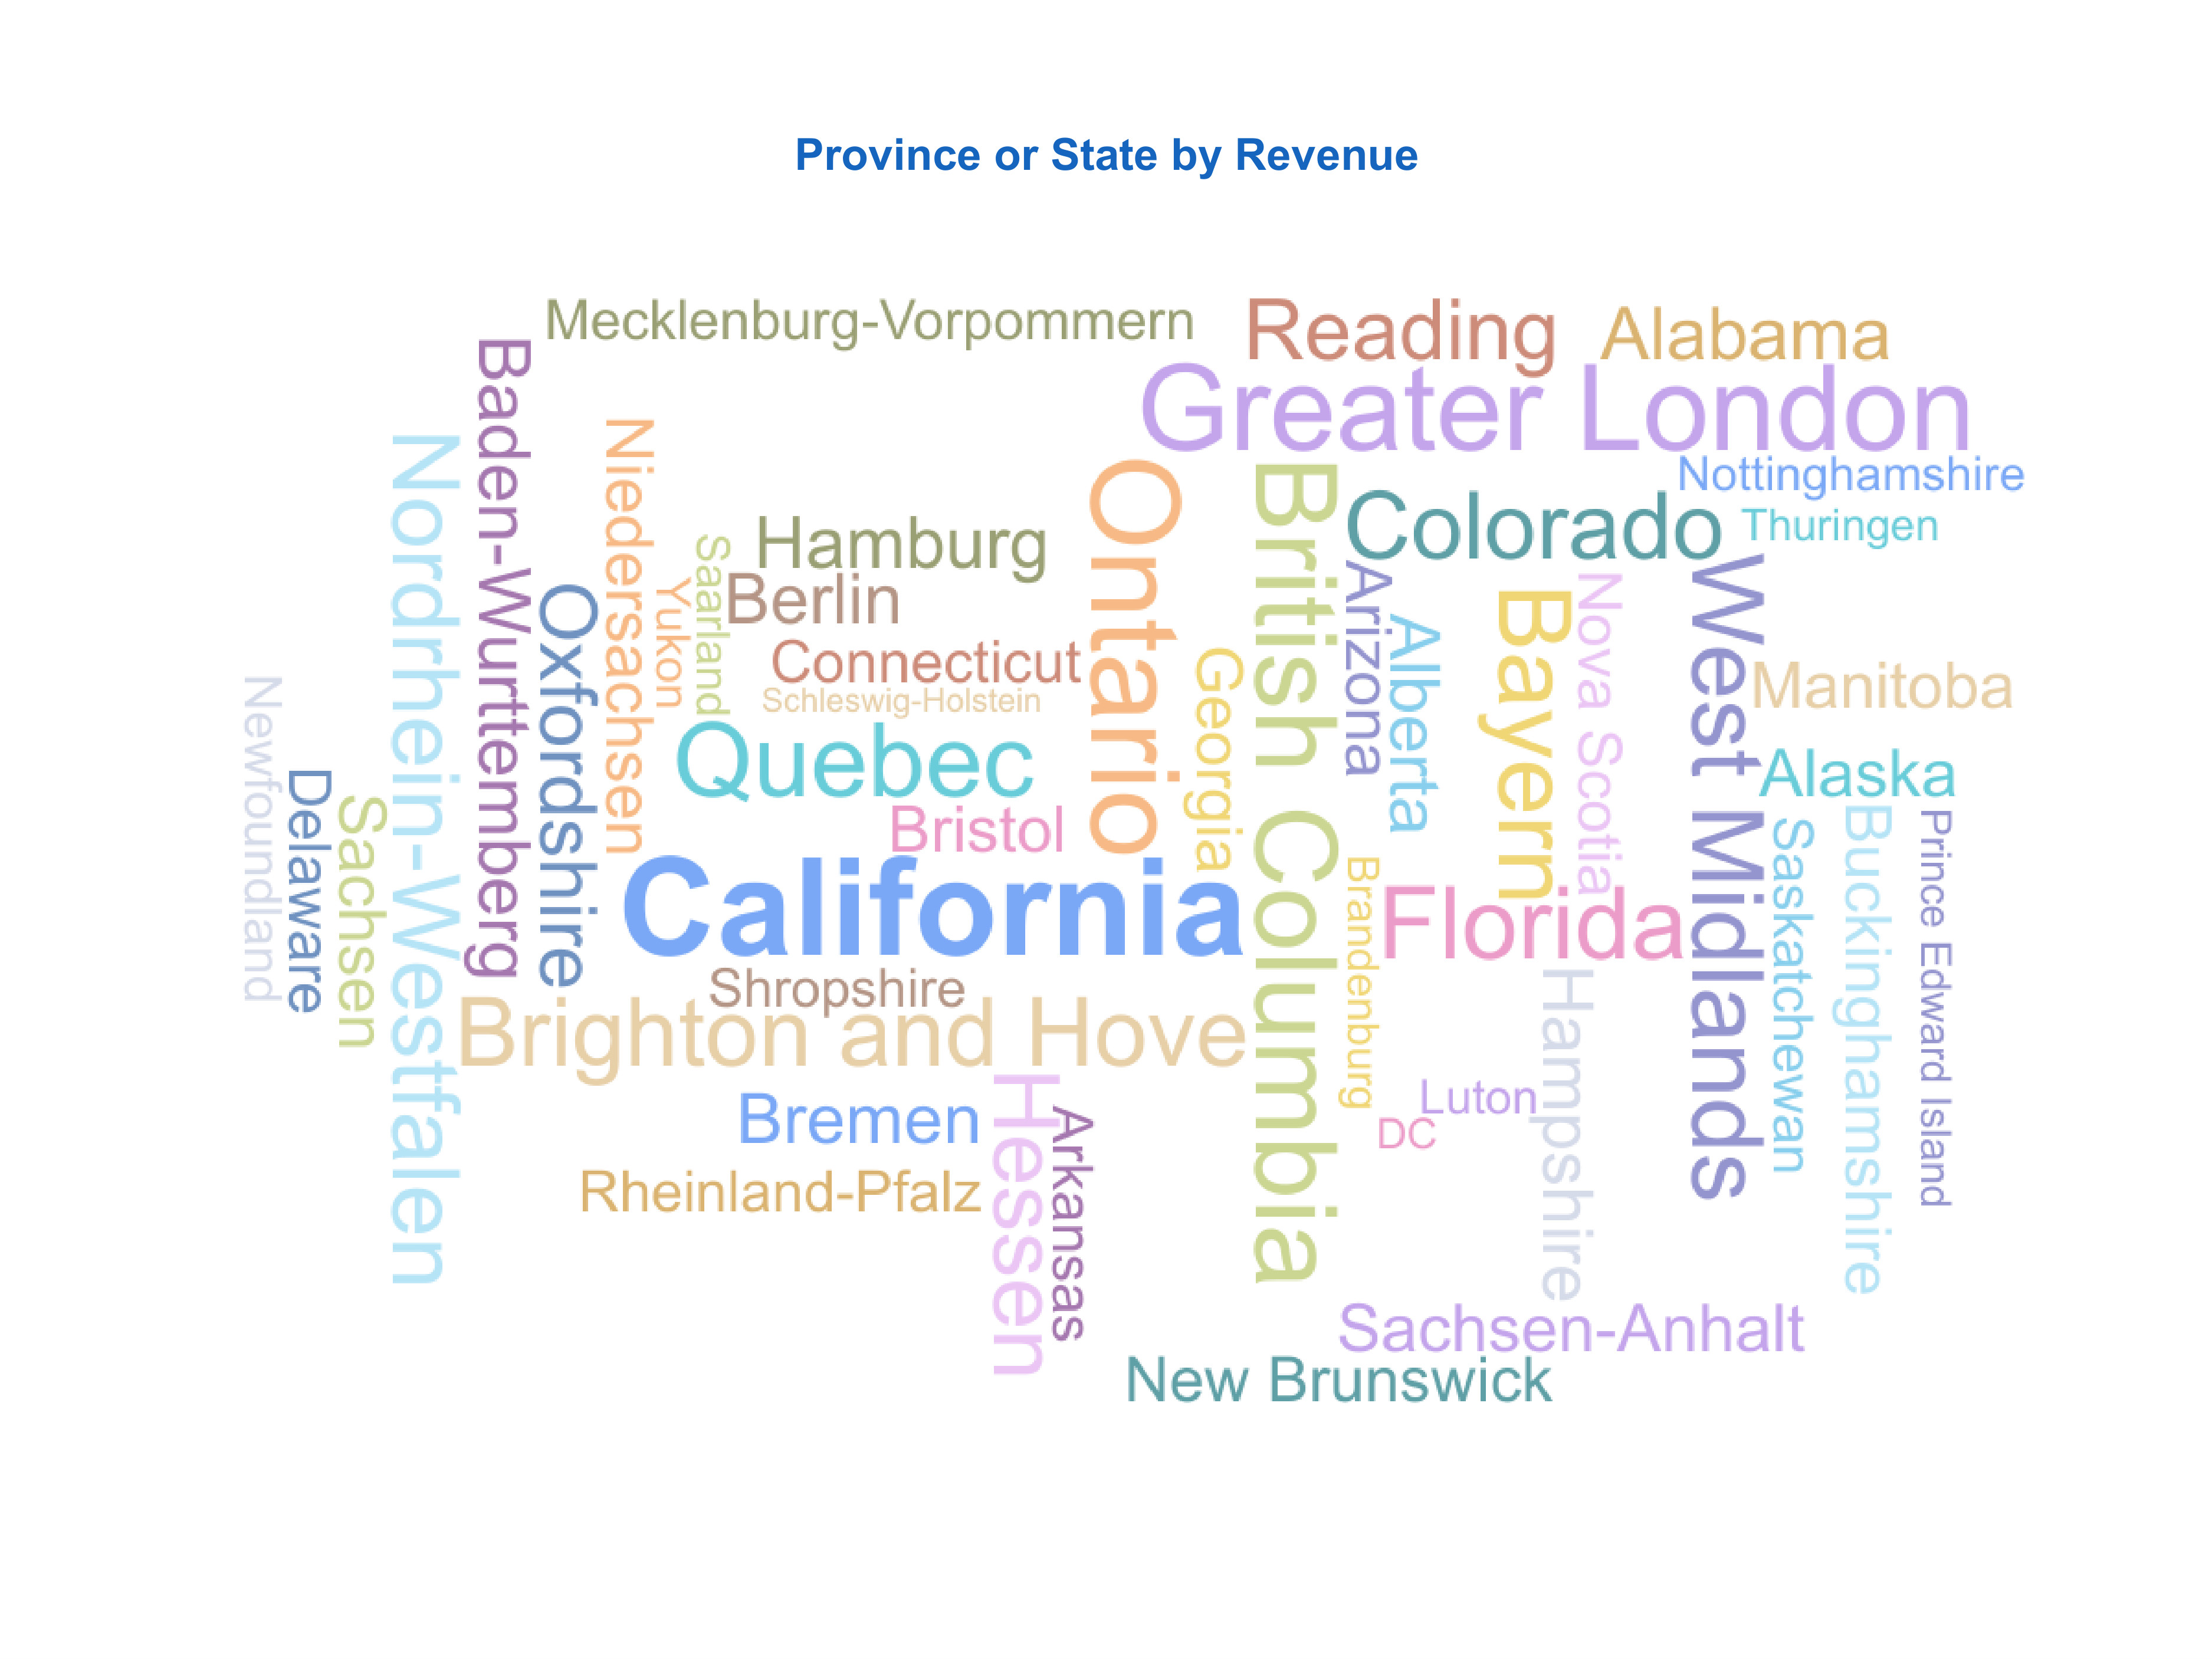 Province or State by Revenue
Mecklenburg-Vorpommern
Reading
Alabama
Greater London
Baden-Wurttemberg
Nordrhein-Westfalen
Niedersachsen
Ontario
British Columbia
Nottinghamshire
Colorado
Thuringen
Hamburg
Saarland
Berlin
Yukon
Oxfordshire
Arizona
Alberta
Bayern
Nova Scotia
West Midlands
Connecticut
Schleswig-Holstein
Georgia
Manitoba
Newfoundland
Delaware
Sachsen
Quebec
Alaska
Bristol
California
Brandenburg
Florida
Saskatchewan
Buckinghamshire
Prince Edward Island
Shropshire
Brighton and Hove
Hampshire
Luton
DC
Bremen
Hessen
Arkansas
Rheinland-Pfalz
Sachsen-Anhalt
New Brunswick